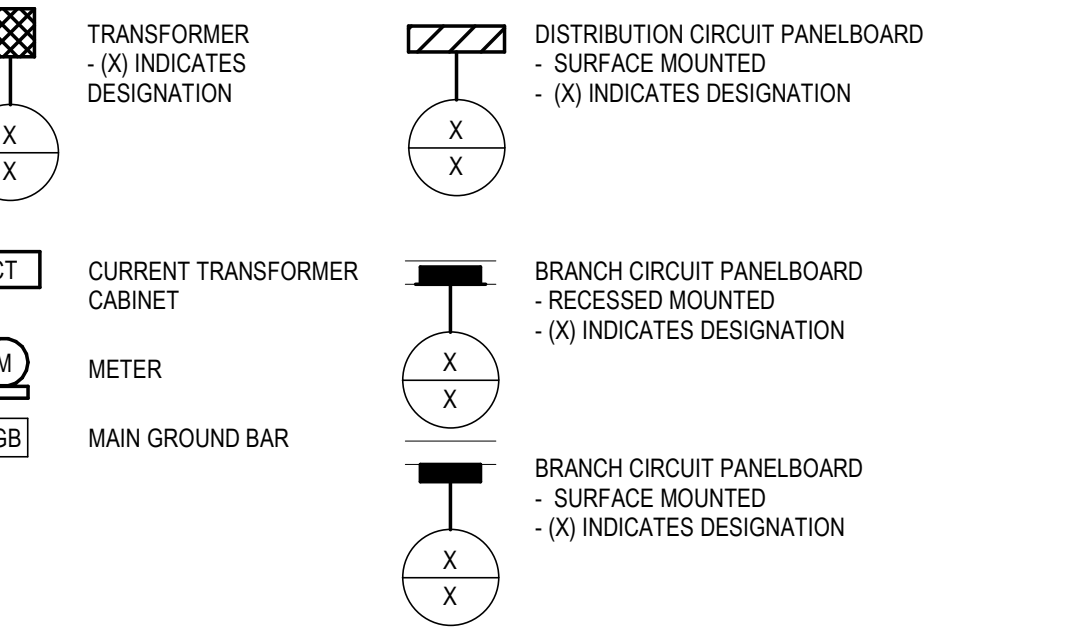 TRANSFORMER
- (X) INDICATES
DESIGNATION
X
X
CT
CURRENT TRANSFORMER
CABINET
M
METER
GB
MAIN GROUND BAR
DISTRIBUTION CIRCUIT PANELBOARD
- SURFACE MOUNTED
- (X) INDICATES DESIGNATION
X
X
BRANCH CIRCUIT PANELBOARD
- RECESSED MOUNTED
- (X) INDICATES DESIGNATION
X
X
BRANCH CIRCUIT PANELBOARD
- SURFACE MOUNTED
- (X) INDICATES DESIGNATION
X
X